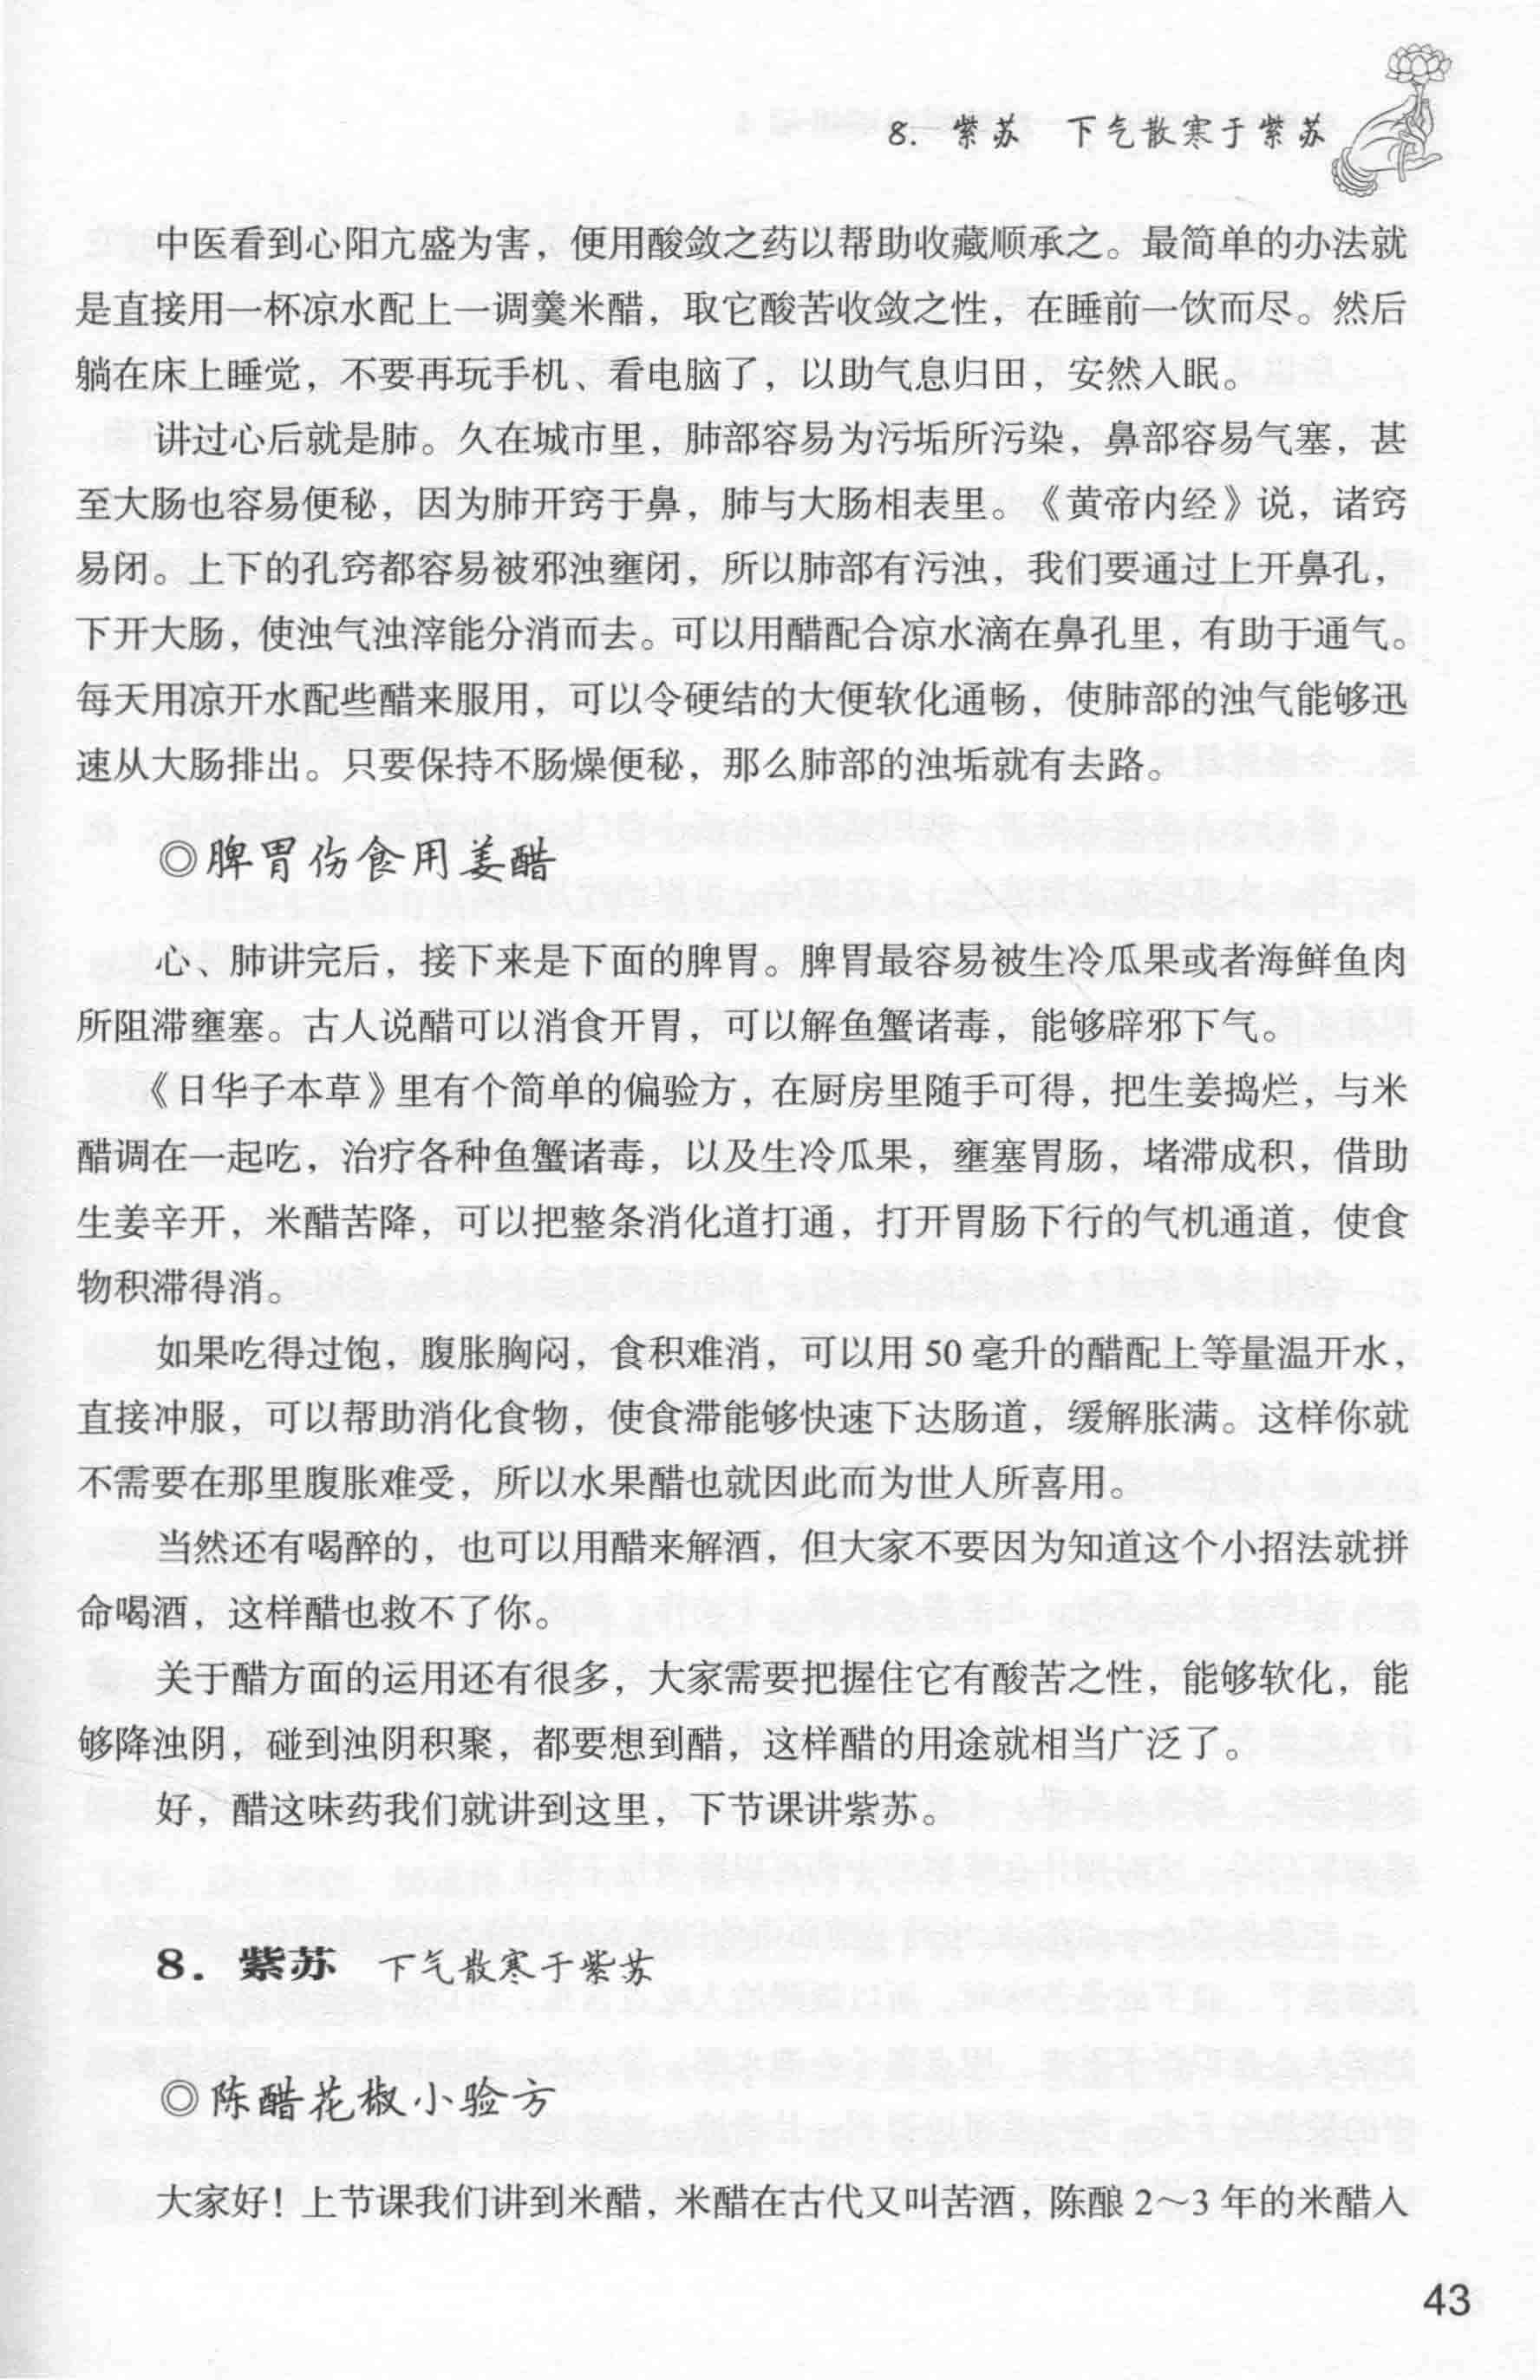 8. 紫苏　下气散寒于紫苏
中医看到心阳亢盛为害，便用酸敛之药以帮助收藏顺承之。最简单的办法就
是直接用一杯凉水配上一调羹米醋，取它酸苦收敛之性，在睡前一饮而尽。然后
躺在床上睡觉，不要再玩手机、看电脑了，以助气息归田，安然入眠。
讲过心后就是肺。久在城市里，肺部容易为污垢所污染，鼻部容易气塞，甚
至大肠也容易便秘，因为肺开窍于鼻，肺与大肠相表里。《黄帝内经》说，诸窍
易闭。上下的孔窍都容易被邪浊壅闭，所以肺部有污浊，我们要通过上开鼻孔，
下开大肠，使浊气浊滓能分消而去。可以用醋配合凉水滴在鼻孔里，有助于通气。
每天用凉开水配些醋来服用，可以令硬结的大便软化通畅，使肺部的浊气能够迅
速从大肠排出。只要保持不肠燥便秘，那么肺部的浊垢就有去路。
◎脾胃伤食用姜醋
心、肺讲完后，接下来是下面的脾胃。脾胃最容易被生冷瓜果或者海鲜鱼肉
所阻滞壅塞。古人说醋可以消食开胃，可以解鱼蟹诸毒，能够辟邪下气。
《日华子本草》里有个简单的偏验方，在厨房里随手可得，把生姜捣烂，与米
醋调在一起吃，治疗各种鱼蟹诸毒，以及生冷瓜果，壅塞胃肠，堵滞成积，借助
生姜辛开，米醋苦降，可以把整条消化道打通，打开胃肠下行的气机通道，使食
物积滞得消。
如果吃得过饱，腹胀胸闷，食积难消，可以用 50 毫升的醋配上等量温开水，
直接冲服，可以帮助消化食物，使食滞能够快速下达肠道，缓解胀满。这样你就
不需要在那里腹胀难受，所以水果醋也就因此而为世人所喜用。
当然还有喝醉的，也可以用醋来解酒，但大家不要因为知道这个小招法就拼
命喝酒，这样醋也救不了你。
关于醋方面的运用还有很多，大家需要把握住它有酸苦之性，能够软化，能
够降浊阴，碰到浊阴积聚，都要想到醋，这样醋的用途就相当广泛了。
好，醋这味药我们就讲到这里，下节课讲紫苏。
8. 紫苏　下气散寒于紫苏
◎陈醋花椒小验方
大家好！上节课我们讲到米醋，米醋在古代又叫苦酒，陈酿 2～3 年的米醋人
43